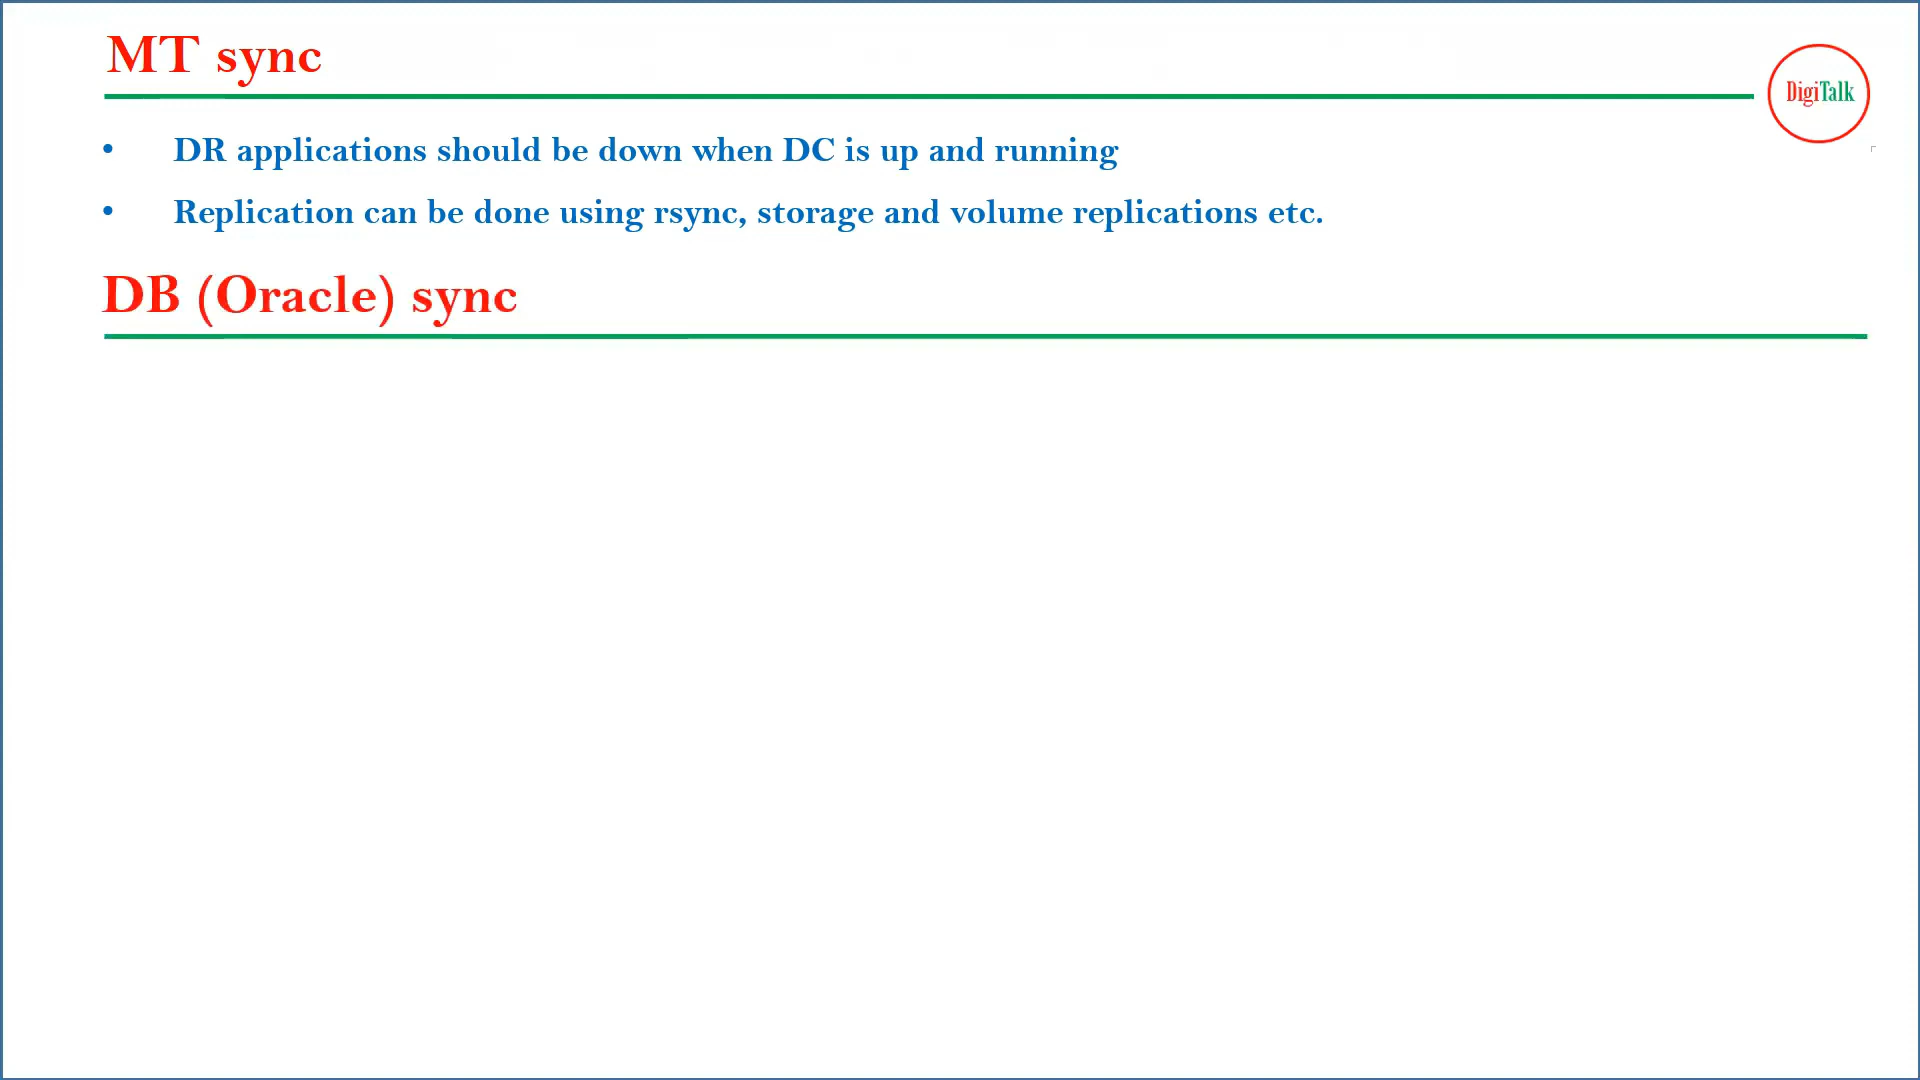 MT sync
DigiTalk
• DR applications should be down when DC is up and running
• Replication can be done using rsync, storage and volume replications etc.
DB (Oracle) sync